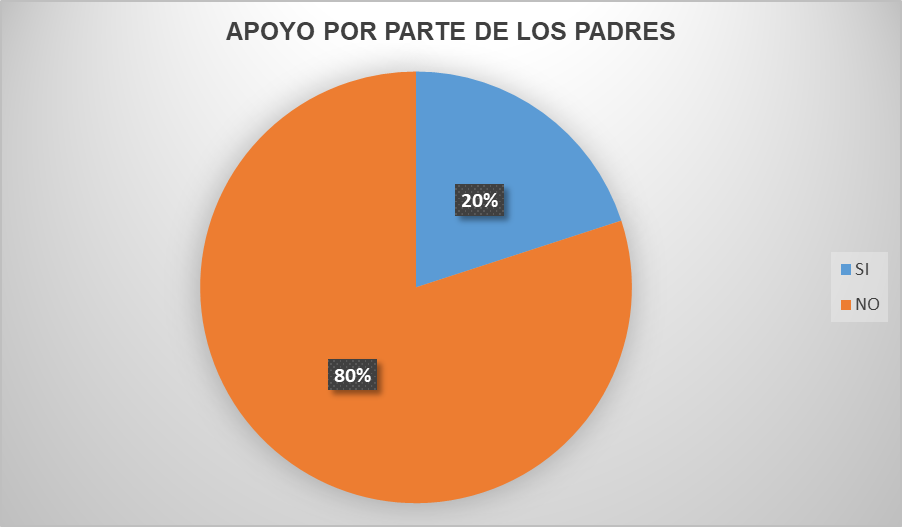 APOYO POR PARTE DE LOS PADRES
20%
SI
NO
80%